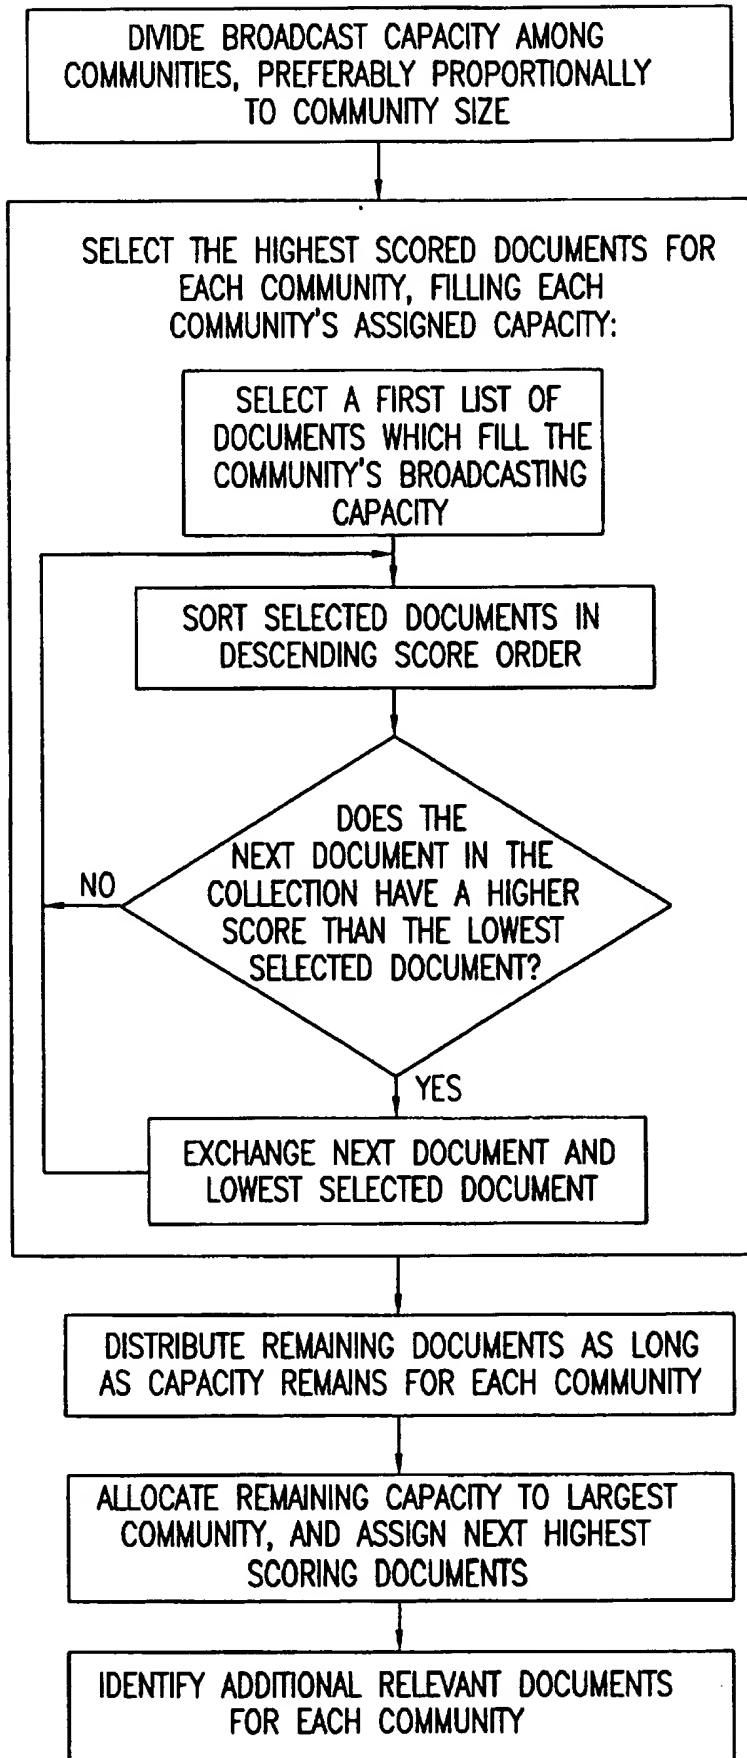 DIVIDE BROADCAST CAPACITY AMONG
COMMUNITIES, PREFERABLY PROPORTIONALLY
TO COMMUNITY SIZE
SELECT THE HIGHEST SCORED DOCUMENTS FOR
EACH COMMUNITY, FILLING EACH
COMMUNITY'S ASSIGNED CAPACITY:
SELECT A FIRST LIST OF
DOCUMENTS WHICH FILL THE
COMMUNITY'S BROADCASTING
CAPACITY
SORT SELECTED DOCUMENTS IN
DESCENDING SCORE ORDER
DOES THE
NEXT DOCUMENT IN THE
COLLECTION HAVE A HIGHER
SCORE THAN THE LOWEST
SELECTED DOCUMENT?
NO
YES
EXCHANGE NEXT DOCUMENT AND
LOWEST SELECTED DOCUMENT
DISTRIBUTE REMAINING DOCUMENTS AS LONG
AS CAPACITY REMAINS FOR EACH COMMUNITY
ALLOCATE REMAINING CAPACITY TO LARGEST
COMMUNITY, AND ASSIGN NEXT HIGHEST
SCORING DOCUMENTS
IDENTIFY ADDITIONAL RELEVANT DOCUMENTS
FOR EACH COMMUNITY